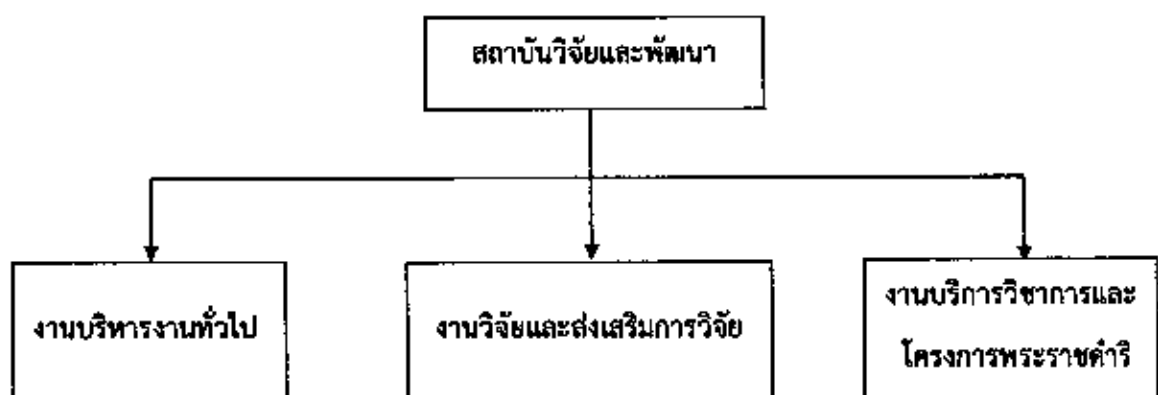 สถาบันวิจัยและพัฒนา
งานบริหารงานทั่วไป
งานวิจัยและส่งเสริมการวิจัย
งานบริการวิชาการและ
โครงการพระราชดำริ